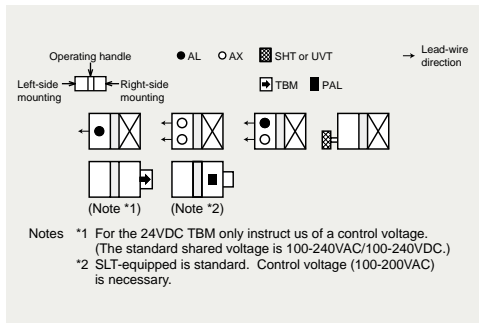 Operating handle
● AL ○ AX SHT or UVT → Lead-wire direction
Left-side mounting
Right-side mounting
TBM PAL
(Note *1) (Note *2)
Notes *1 For the 24VDC TBM only instruct us of a control voltage.
(The standard shared voltage is 100-240VAC/100-240VDC.)
*2 SLT-equipped is standard. Control voltage (100-200VAC)
is necessary.